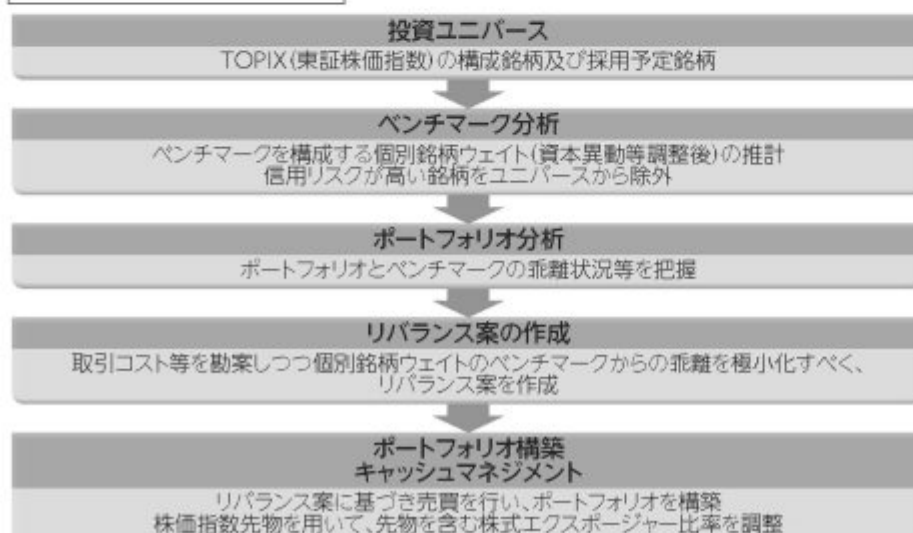 投資ユニバース
TOPIX(東証株価指数)の構成銘柄及び採用予定銘柄
ベンチマーク分析
ベンチマークを構成する個別銘柄ウェイト(資本異動等調整後)の推計
信用リスクが高い銘柄をユニバースから除外
ポートフォリオ分析
ポートフォリオとベンチマークの乖離状況等を把握
リバランス案の作成
取引コスト等を勘案しつつ個別銘柄ウェイトのベンチマークからの乖離を極小化すべく、
リバランス案を作成
ポートフォリオ構築
キャッシュマネジメント
リバランス案に基づき売買を行い、ポートフォリオを構築
株価指数先物を用いて、先物を含む株式エクスポージャー比率を調整